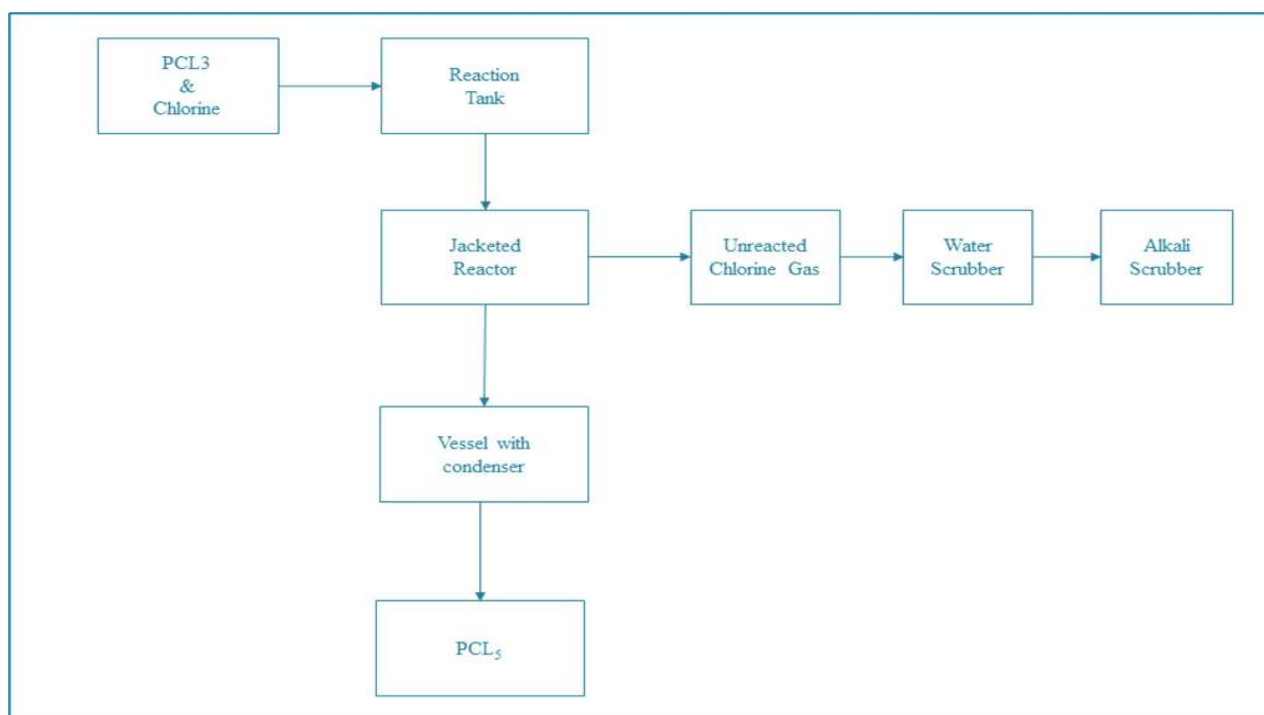 PCL3
&
Chlorine
Reaction
Tank
Jacketed
Reactor
Unreacted
Chlorine Gas
Water
Scrubber
Alkali
Scrubber
Vessel with
condenser
PCL₅